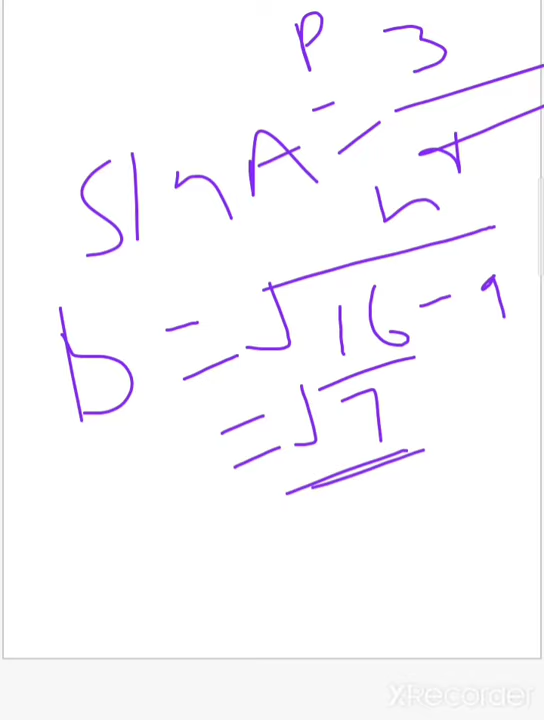 p 3
sin A = 4
h
b = √16-9
= √7
XRecorder